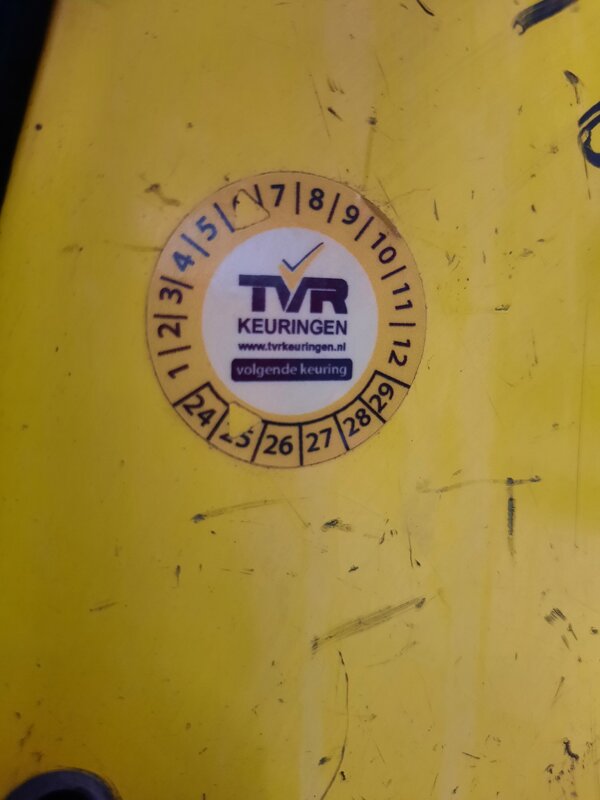 1 | 2 | 3 | 4 | 5 | 7 | 8 | 9 | 10 | 11 | 12
TVR
KEURINGEN
www.tvrkeuringen.nl
volgende keuring
24 25 26 27 28 29